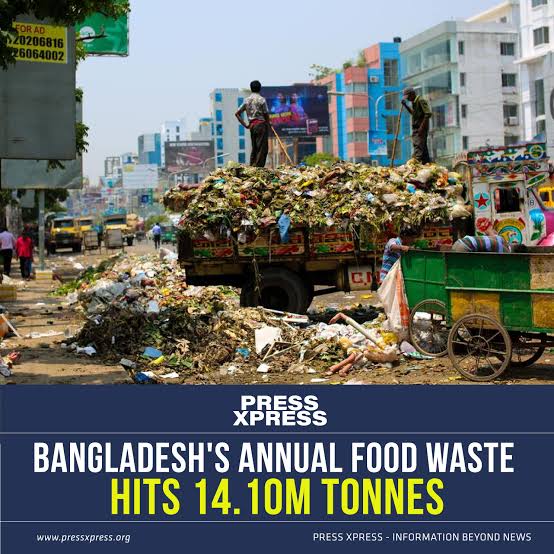 FOR AD
20206816
26064002
C.N
PRESS
XPRESS
BANGLADESH'S ANNUAL FOOD WASTE
HITS 14.10M TONNES
www.pressxpress.org
PRESS XPRESS - INFORMATION BEYOND NEWS